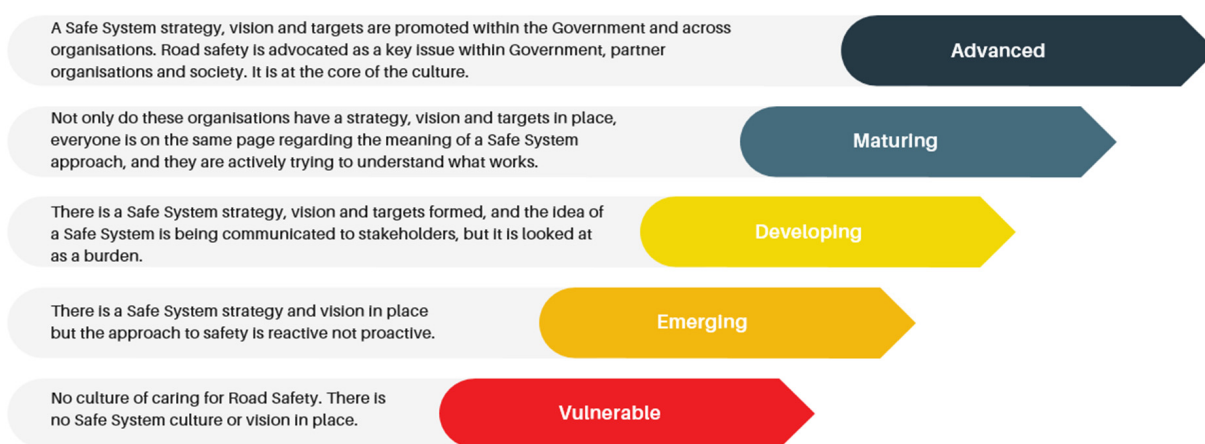 A Safe System strategy, vision and targets are promoted within the Government and across
organisations. Road safety is advocated as a key issue within Government, partner
organisations and society. It is at the core of the culture.
Advanced
Not only do these organisations have a strategy, vision and targets in place,
everyone is on the same page regarding the meaning of a Safe System
approach, and they are actively trying to understand what works.
Maturing
There is a Safe System strategy, vision and targets formed, and the idea of
a Safe System is being communicated to stakeholders, but it is looked at
as a burden.
Developing
There is a Safe System strategy and vision in place
but the approach to safety is reactive not proactive.
Emerging
No culture of caring for Road Safety. There is
no Safe System culture or vision in place.
Vulnerable